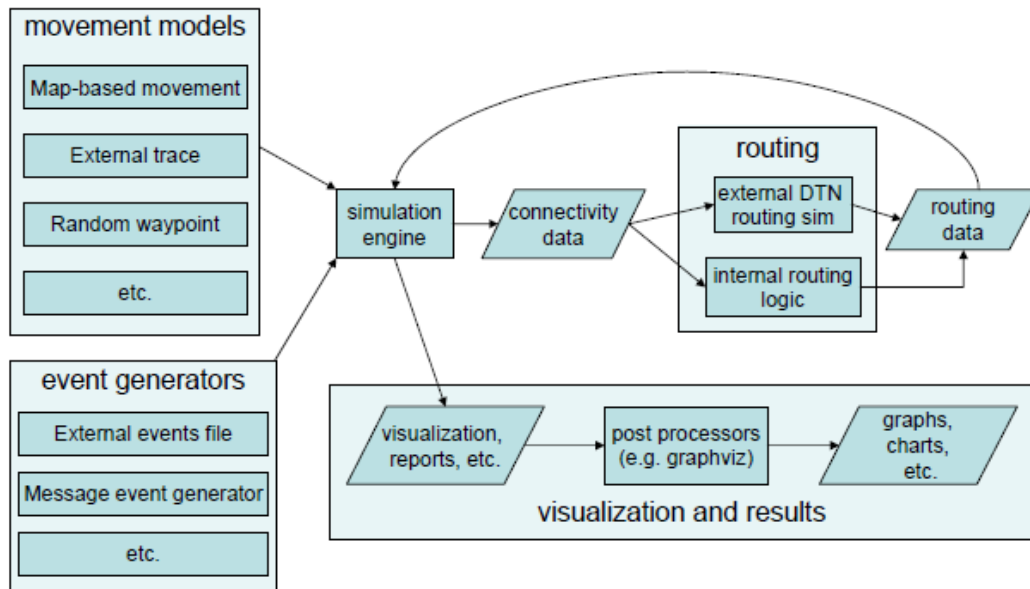 movement models
Map-based movement
External trace
Random waypoint
etc.
event generators
External events file
Message event generator
etc.
simulation
engine
connectivity
data
routing
external DTN
routing sim
internal routing
logic
routing
data
visualization,
reports, etc.
post processors
(e.g. graphviz)
graphs,
charts,
etc.
visualization and results